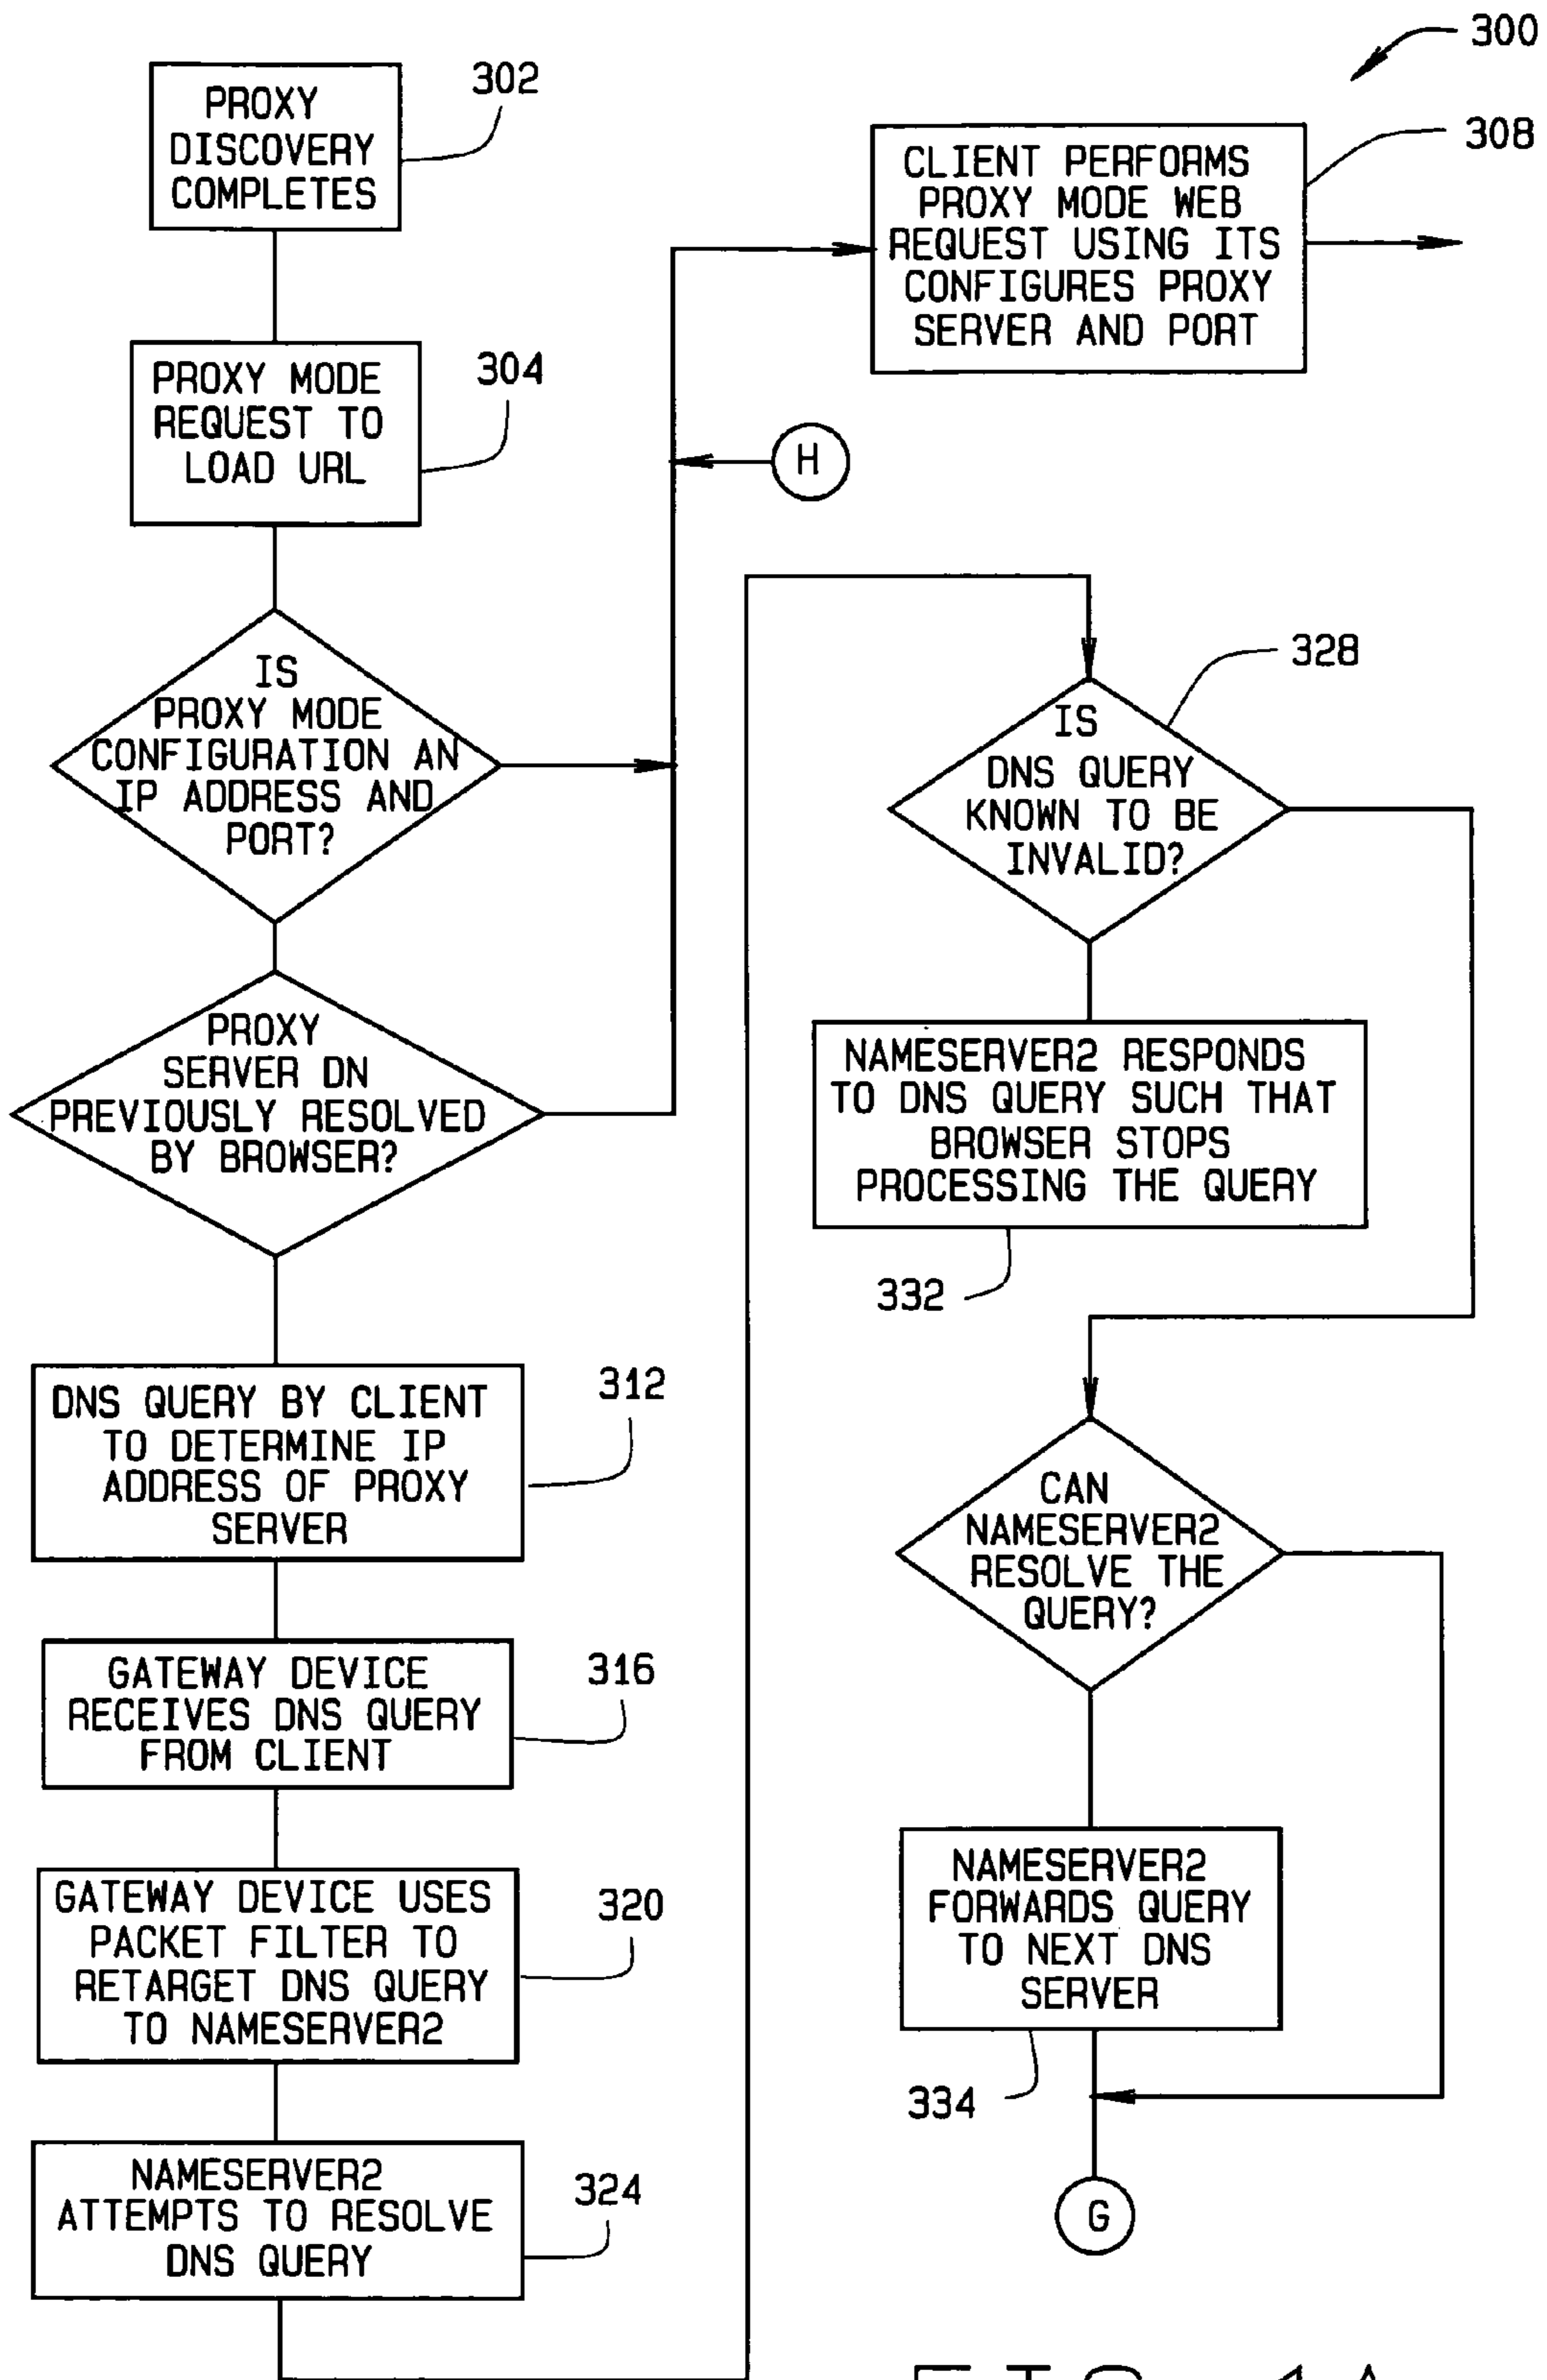 300
PROXY
DISCOVERY
COMPLETES
302
PROXY MODE
REQUEST TO
LOAD URL
304
IS
PROXY MODE
CONFIGURATION AN
IP ADDRESS AND
PORT?
PROXY
SERVER DN
PREVIOUSLY RESOLVED
BY BROWSER?
DNS QUERY BY CLIENT
TO DETERMINE IP
ADDRESS OF PROXY
SERVER
312
GATEWAY DEVICE
RECEIVES DNS QUERY
FROM CLIENT
316
GATEWAY DEVICE USES
PACKET FILTER TO
RETARGET DNS QUERY
TO NAMESERVER2
320
NAMESERVER2
ATTEMPTS TO RESOLVE
DNS QUERY
324
CLIENT PERFORMS
PROXY MODE WEB
REQUEST USING ITS
CONFIGURES PROXY
SERVER AND PORT
308
H
IS
DNS QUERY
KNOWN TO BE
INVALID?
328
NAMESERVER2 RESPONDS
TO DNS QUERY SUCH THAT
BROWSER STOPS
PROCESSING THE QUERY
332
CAN
NAMESERVER2
RESOLVE THE
QUERY?
NAMESERVER2
FORWARDS QUERY
TO NEXT DNS
SERVER
334
G